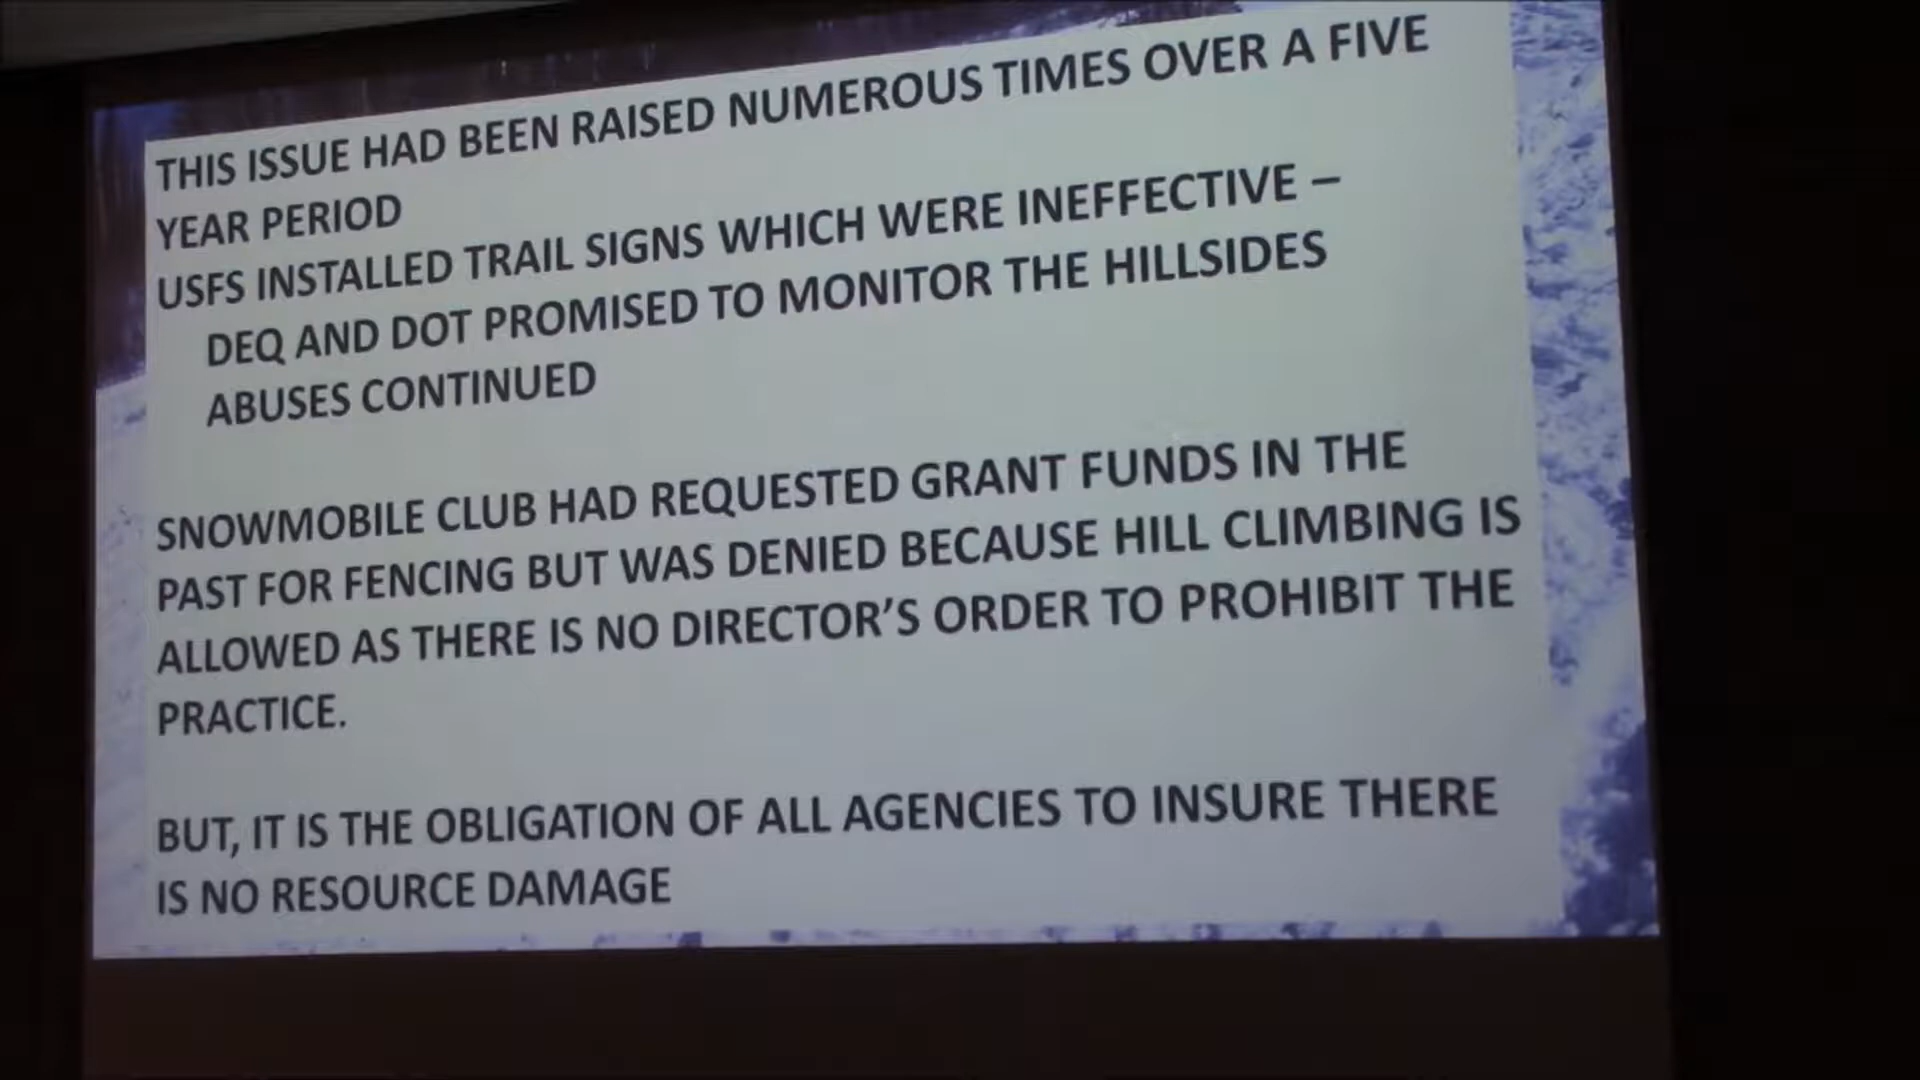 THIS ISSUE HAD BEEN RAISED NUMEROUS TIMES OVER A FIVE
YEAR PERIOD
USFS INSTALLED TRAIL SIGNS WHICH WERE INEFFECTIVE –
DEQ AND DOT PROMISED TO MONITOR THE HILLSIDES
ABUSES CONTINUED
SNOWMOBILE CLUB HAD REQUESTED GRANT FUNDS IN THE
PAST FOR FENCING BUT WAS DENIED BECAUSE HILL CLIMBING IS
ALLOWED AS THERE IS NO DIRECTOR'S ORDER TO PROHIBIT THE
PRACTICE.
BUT, IT IS THE OBLIGATION OF ALL AGENCIES TO INSURE THERE
IS NO RESOURCE DAMAGE